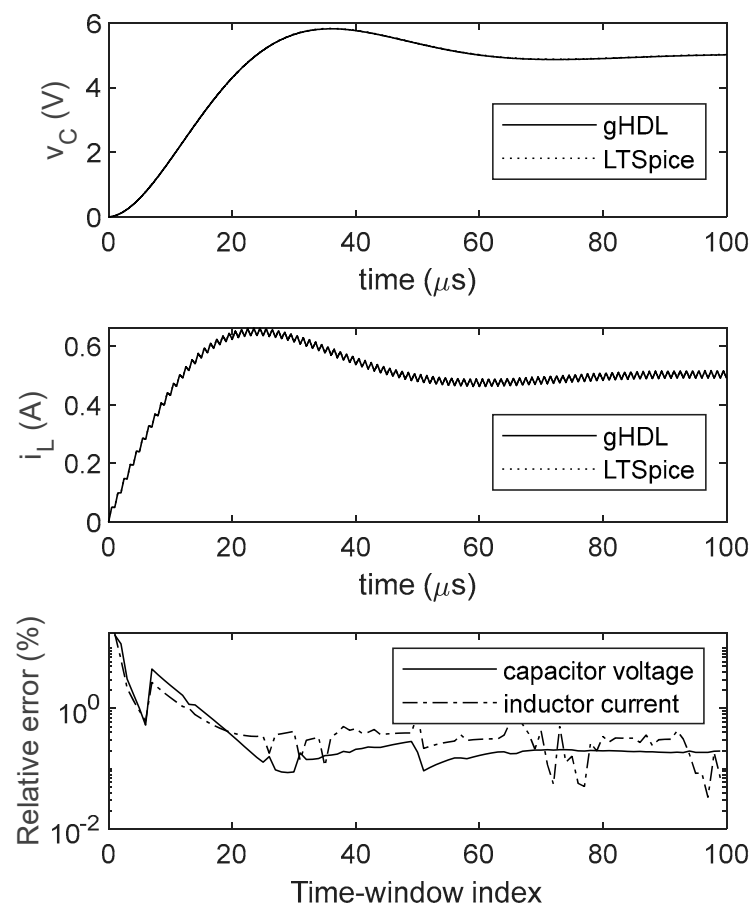 6
4
2
0
v_C (V)
gHDL
LTSpice
0 20 40 60 80 100
time (μs)
0.6
0.4
0.2
0
i_L (A)
gHDL
LTSpice
0 20 40 60 80 100
time (μs)
10^0
10^-2
Relative error (%)
capacitor voltage
inductor current
0 20 40 60 80 100
Time-window index